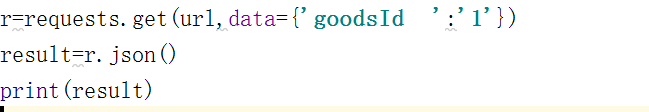 r=requests.get(url,data={'goodsId  ':'1'})
result=r.json()
print(result)